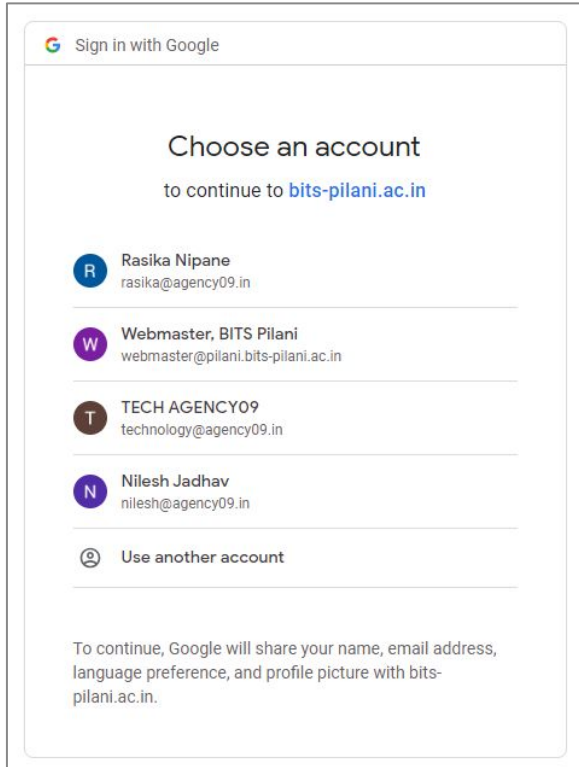 Sign in with Google
Choose an account
to continue to bits-pilani.ac.in
R
Rasika Nipane
rasika@agency09.in
W
Webmaster, BITS Pilani
webmaster@pilani.bits-pilani.ac.in
T
TECH AGENCY09
technology@agency09.in
N
Nilesh Jadhav
nilesh@agency09.in
Use another account
To continue, Google will share your name, email address,
language preference, and profile picture with bits-
pilani.ac.in.